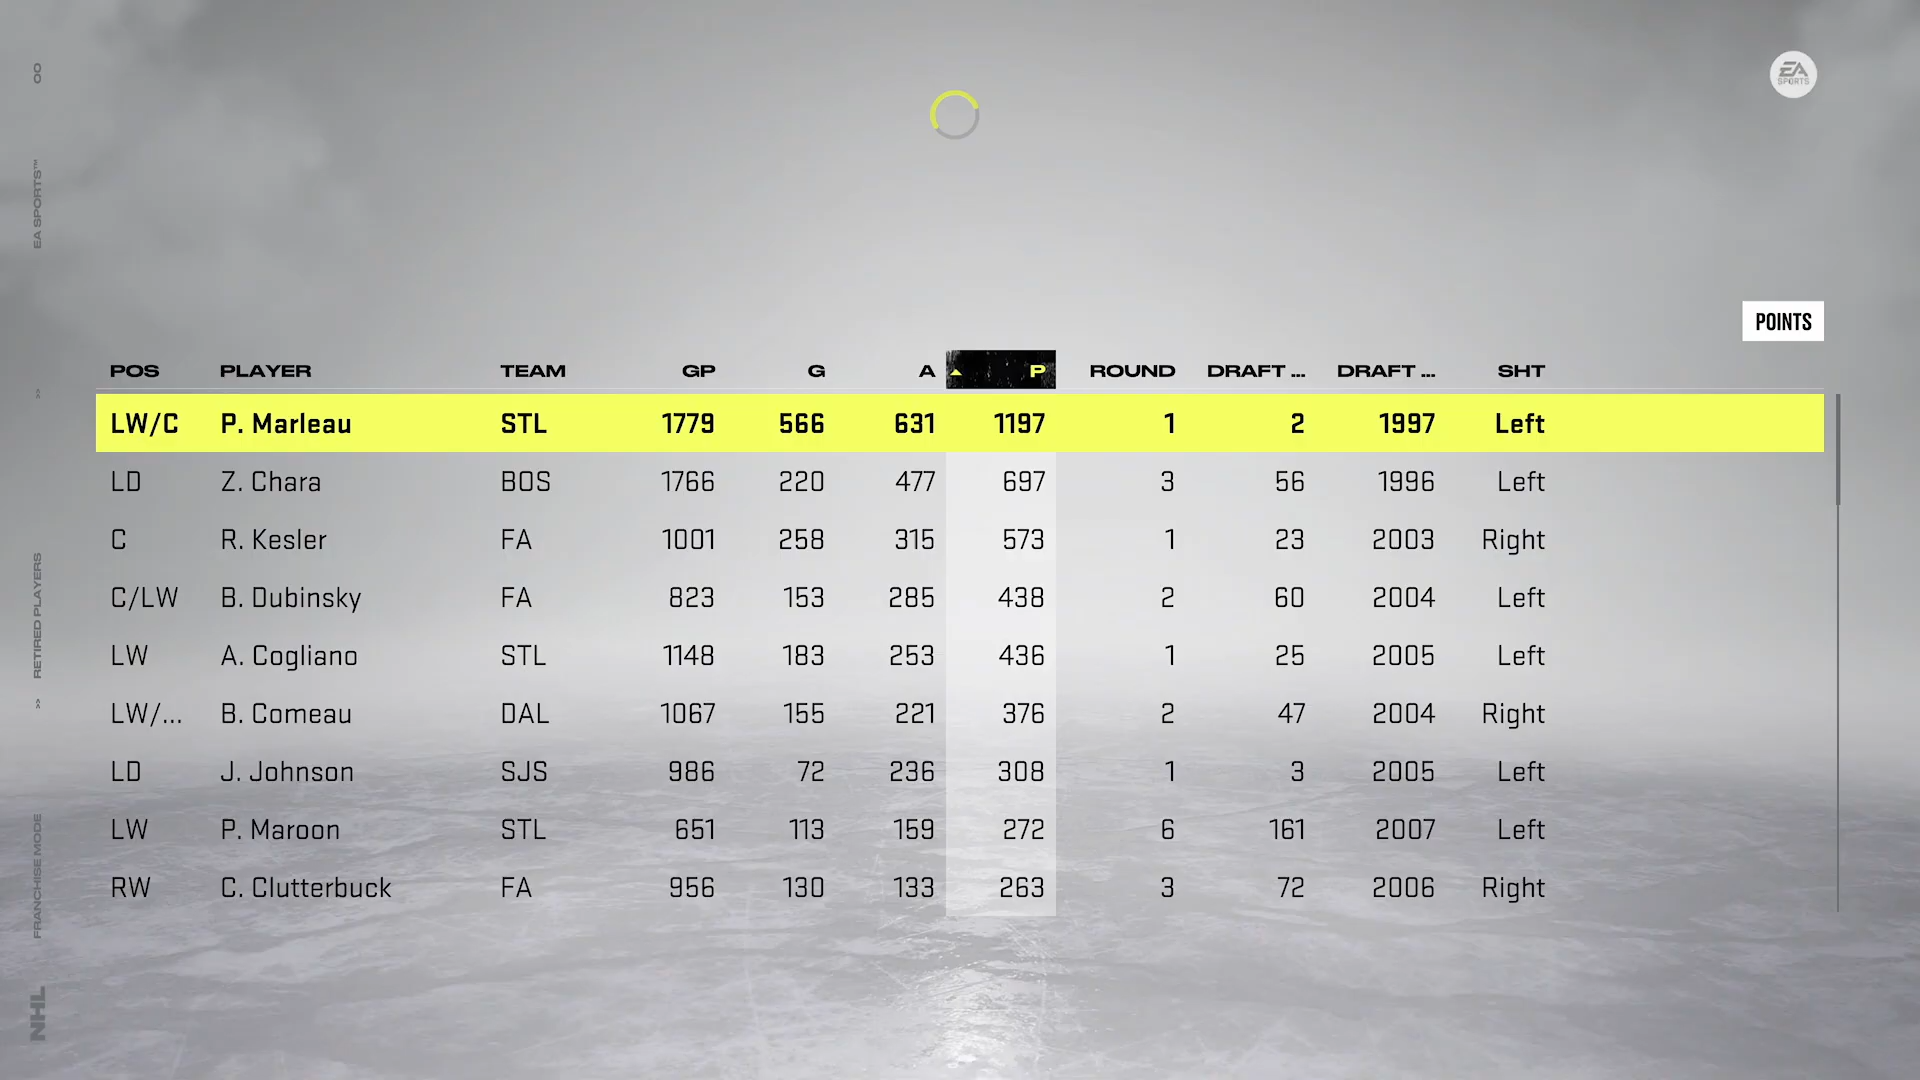 OO
EA SPORTS
EA SPORTS™
POINTS
POS PLAYER TEAM GP G A P ROUND DRAFT ... DRAFT ... SHT
LW/C P. Marleau STL 1779 566 631 1197 1 2 1997 Left
LD Z. Chara BOS 1766 220 477 697 3 56 1996 Left
C R. Kesler FA 1001 258 315 573 1 23 2003 Right
C/LW B. Dubinsky FA 823 153 285 438 2 60 2004 Left
LW A. Cogliano STL 1148 183 253 436 1 25 2005 Left
LW/... B. Comeau DAL 1067 155 221 376 2 47 2004 Right
LD J. Johnson SJS 986 72 236 308 1 3 2005 Left
LW P. Maroon STL 651 113 159 272 6 161 2007 Left
RW C. Clutterbuck FA 956 130 133 263 3 72 2006 Right
>>
RETIRED PLAYERS
>>
FRANCHISE MODE
NHL